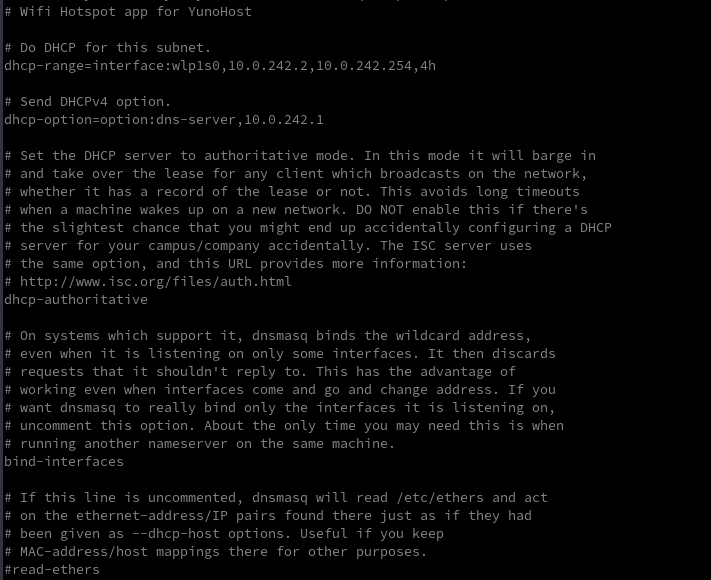 # Wifi Hotspot app for YunoHost
# Do DHCP for this subnet.
dhcp-range=interface:wlp1s0,10.0.242.2,10.0.242.254,4h
# Send DHCPv4 option.
dhcp-option=option:dns-server,10.0.242.1
# Set the DHCP server to authoritative mode. In this mode it will barge in
# and take over the lease for any client which broadcasts on the network,
# whether it has a record of the lease or not. This avoids long timeouts
# when a machine wakes up on a new network. DO NOT enable this if there's
# the slightest chance that you might end up accidentally configuring a DHCP
# server for your campus/company accidentally. The ISC server uses
# the same option, and this URL provides more information:
# http://www.isc.org/files/auth.html
dhcp-authoritative
# On systems which support it, dnsmasq binds the wildcard address,
# even when it is listening on only some interfaces. It then discards
# requests that it shouldn't reply to. This has the advantage of
# working even when interfaces come and go and change address. If you
# want dnsmasq to really bind only the interfaces it is listening on,
# uncomment this option. About the only time you may need this is when
# running another nameserver on the same machine.
bind-interfaces
# If this line is uncommented, dnsmasq will read /etc/ethers and act
# on the ethernet-address/IP pairs found there just as if they had
# been given as --dhcp-host options. Useful if you keep
# MAC-address/host mappings there for other purposes.
#read-ethers